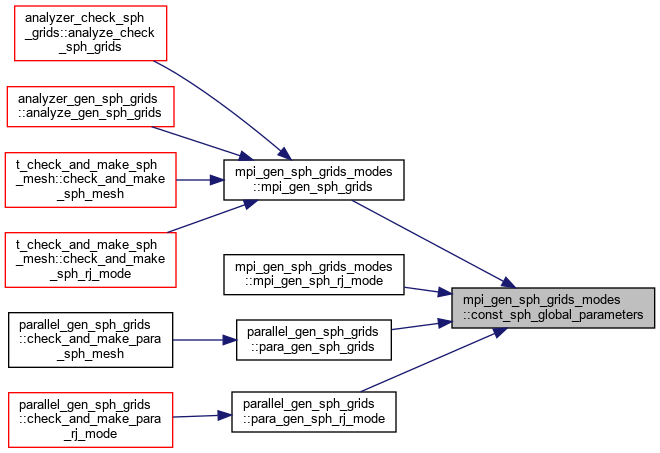 analyzer_check_sph
_grids::analyze_check
_sph_grids
analyzer_gen_sph_grids
::analyze_gen_sph_grids
t_check_and_make_sph
_mesh::check_and_make
_sph_mesh
t_check_and_make_sph
_mesh::check_and_make
_sph_rj_mode
parallel_gen_sph_grids
::check_and_make_para
_sph_mesh
parallel_gen_sph_grids
::check_and_make_para
_rj_mode
mpi_gen_sph_grids_modes
::mpi_gen_sph_grids
mpi_gen_sph_grids_modes
::mpi_gen_sph_rj_mode
parallel_gen_sph_grids
::para_gen_sph_grids
parallel_gen_sph_grids
::para_gen_sph_rj_mode
mpi_gen_sph_grids_modes
::const_sph_global_parameters